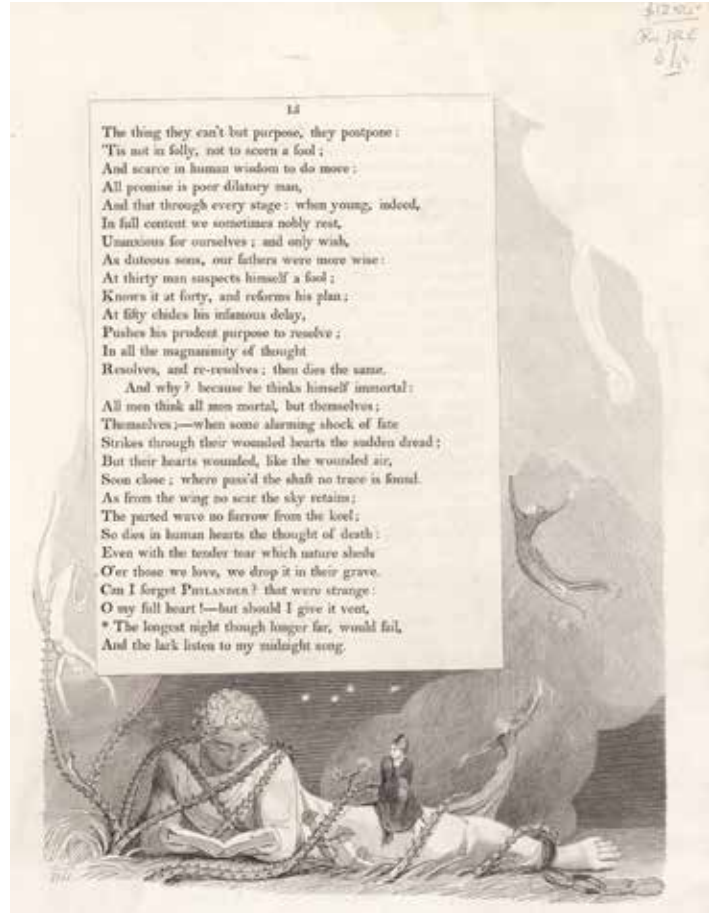 15
The thing they can't but purpose, they postpone:
'Tis not in folly, not to scorn a fool;
And scarce in human wisdom to do more:
All promise is poor dilatory man,
And that through every stage: when young, indeed,
In full content we sometimes nobly rest,
Unanxious for ourselves; and only wish,
As duteous sons, our fathers were more wise:
At thirty man suspects himself a fool;
Knows it at forty, and reforms his plan;
At fifty chides his infamous delay,
Pushes his prudent purpose to resolve;
In all the magnanimity of thought
Resolves, and re-resolves; then dies the same.
And why? because he thinks himself immortal:
All men think all men mortal, but themselves;
Themselves;—when some alarming shock of fate
Strikes through their wounded hearts the sudden dread;
But their hearts wounded, like the wounded air,
Soon close; where pass'd the shaft no trace is found.
As from the wing no scar the sky retains;
The parted wave no furrow from the keel;
So dies in human hearts the thought of death:
Even with the tender tear which nature sheds
O'er those we love, we drop it in their grave.
Can I forget PHILANDER? that were strange:
O my full heart!—but should I give it vent,
* The longest night though longer far, would fail,
And the lark listen to my midnight song.